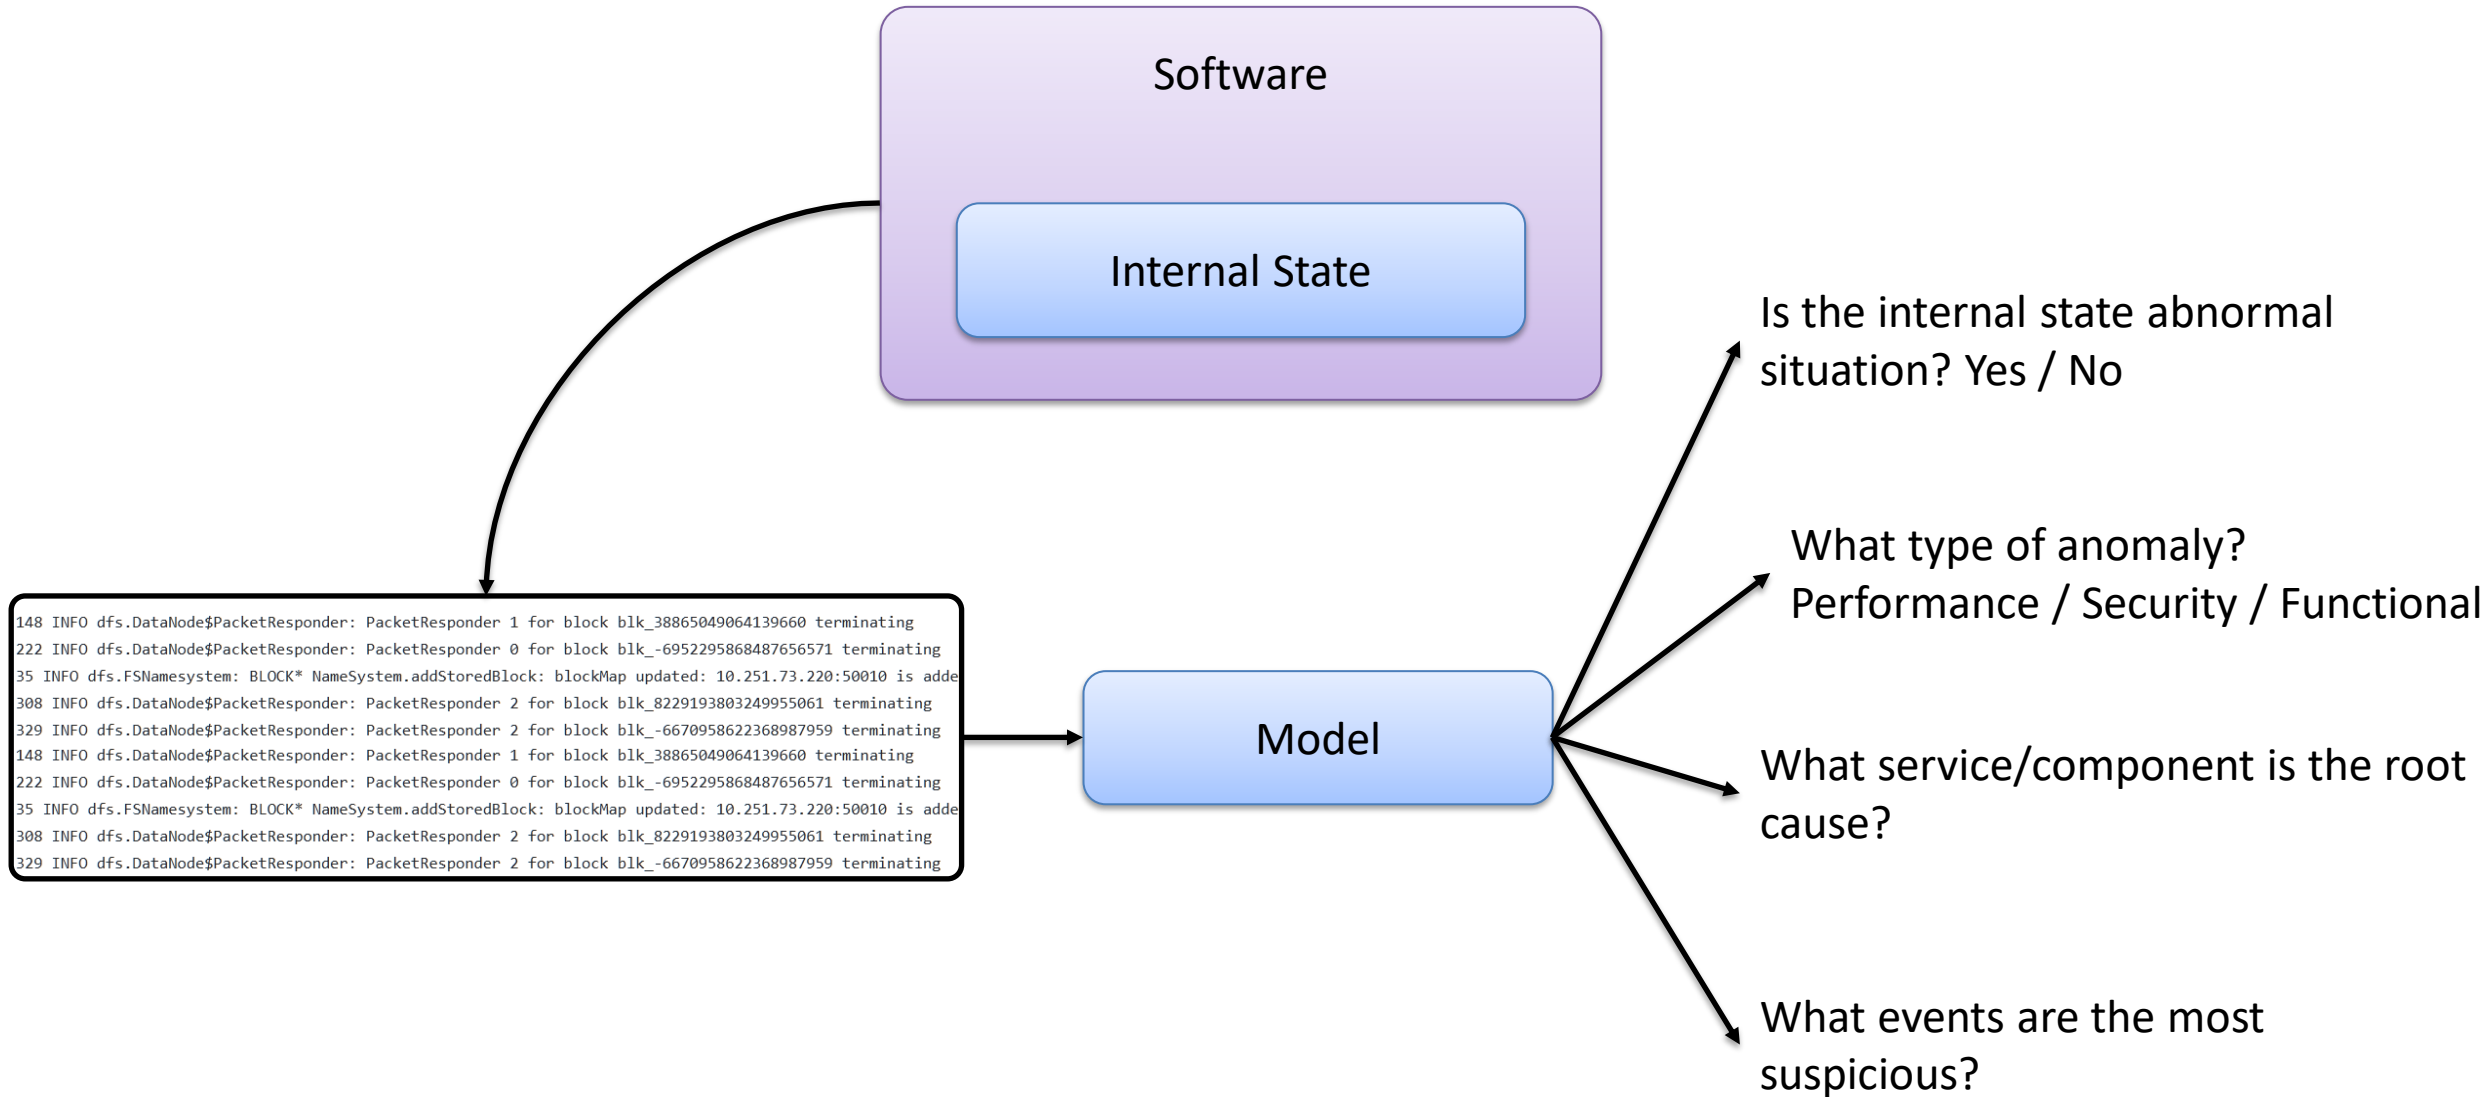 Software
Internal State
Is the internal state abnormal
situation? Yes / No
What type of anomaly?
Performance / Security / Functional
148 INFO dfs.DataNode$PacketResponder: PacketResponder 1 for block blk_38865049064139660 terminating
222 INFO dfs.DataNode$PacketResponder: PacketResponder 0 for block blk_-6952295868487656571 terminating
35 INFO dfs.FSNamesystem: BLOCK* NameSystem.addStoredBlock: blockMap updated: 10.251.73.220:50010 is adde
308 INFO dfs.DataNode$PacketResponder: PacketResponder 2 for block blk_8229193803249955061 terminating
329 INFO dfs.DataNode$PacketResponder: PacketResponder 2 for block blk_-6670958622368987959 terminating
148 INFO dfs.DataNode$PacketResponder: PacketResponder 1 for block blk_38865049064139660 terminating
222 INFO dfs.DataNode$PacketResponder: PacketResponder 0 for block blk_-6952295868487656571 terminating
35 INFO dfs.FSNamesystem: BLOCK* NameSystem.addStoredBlock: blockMap updated: 10.251.73.220:50010 is adde
308 INFO dfs.DataNode$PacketResponder: PacketResponder 2 for block blk_8229193803249955061 terminating
329 INFO dfs.DataNode$PacketResponder: PacketResponder 2 for block blk_-6670958622368987959 terminating
Model
What service/component is the root
cause?
What events are the most
suspicious?